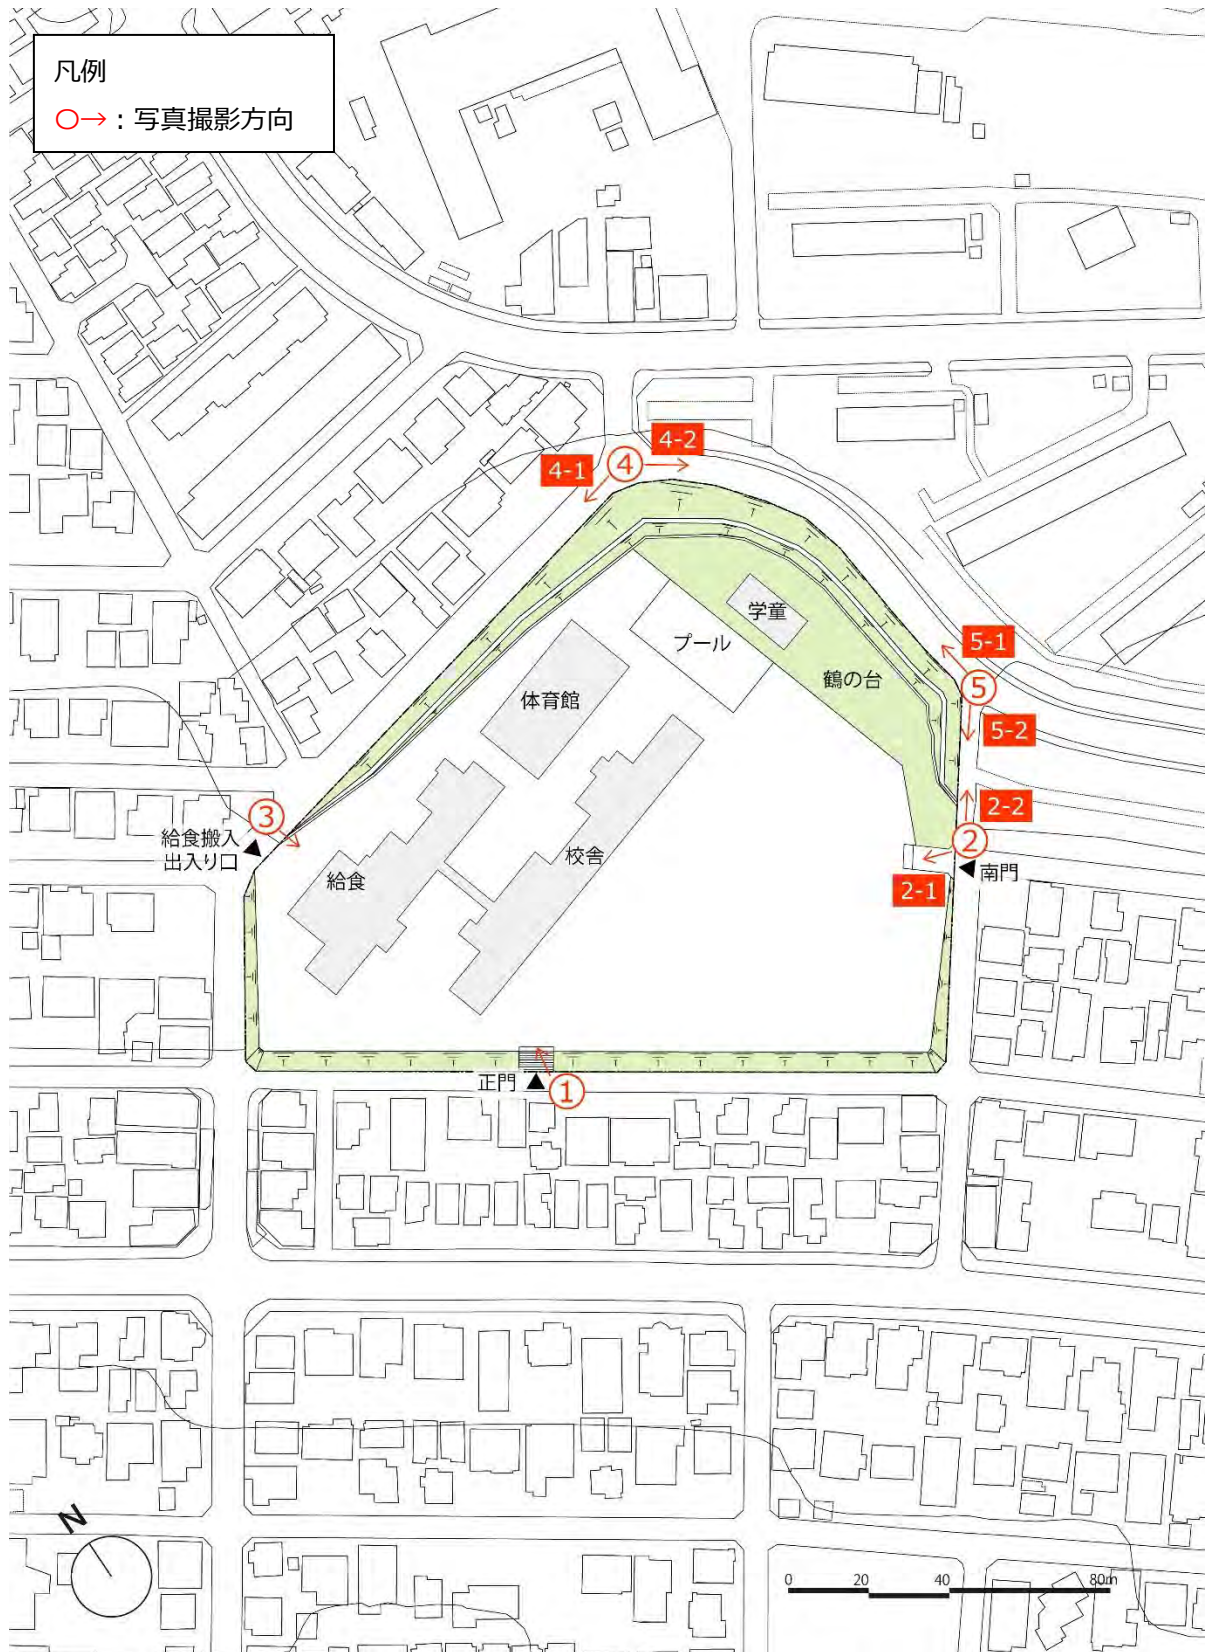 凡例
○→：写真撮影方向
4-2
4-1
④
学童
プール
5-1
鶴の台
⑤
体育館
5-2
2-2
③
給食搬入
出入り口
②
校舎
南門
給食
2-1
正門
①
N
0 20 40 80m